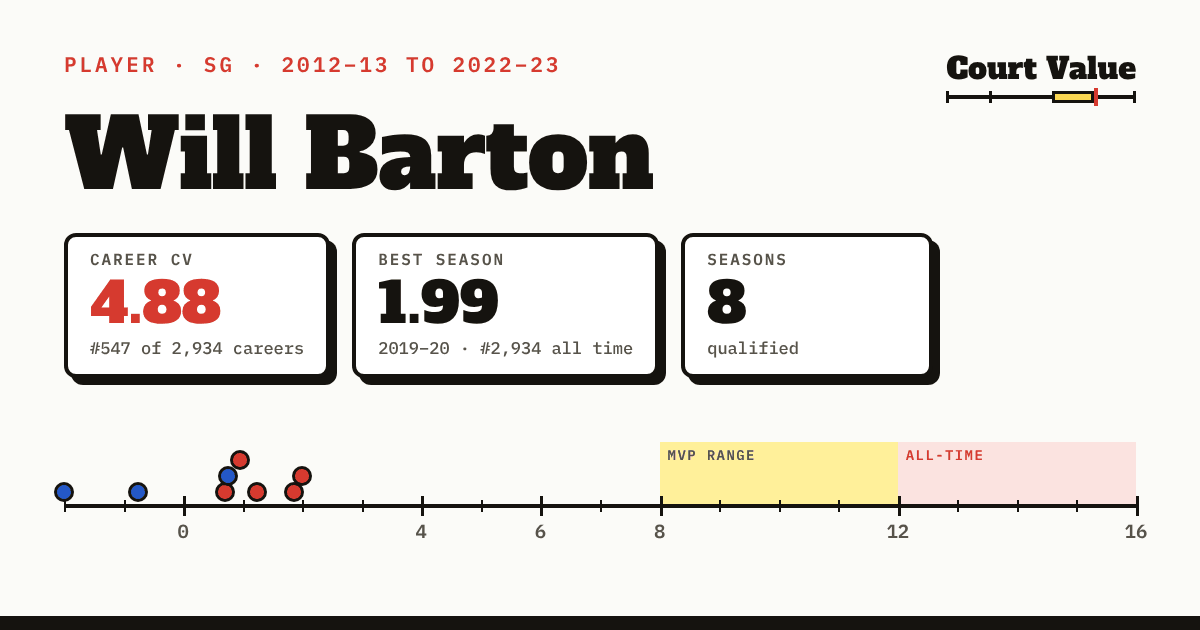 PLAYER · SG · 2012–13 TO 2022–23
Court Value
Will Barton
CAREER CV
4.88
#547 of 2,934 careers
BEST SEASON
1.99
2019–20 · #2,934 all time
SEASONS
8
qualified
MVP RANGE
ALL-TIME
0 4 6 8 12 16